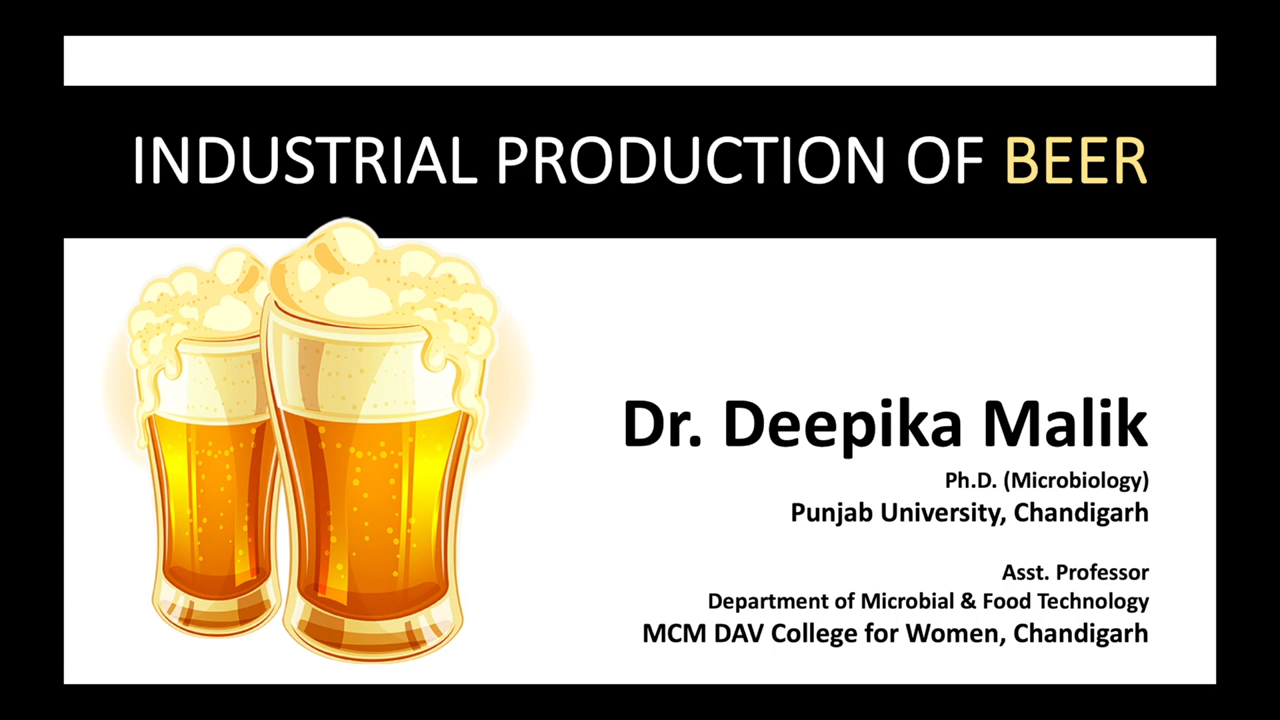 INDUSTRIAL PRODUCTION OF BEER
Dr. Deepika Malik
Ph.D. (Microbiology)
Punjab University, Chandigarh
Asst. Professor
Department of Microbial & Food Technology
MCM DAV College for Women, Chandigarh